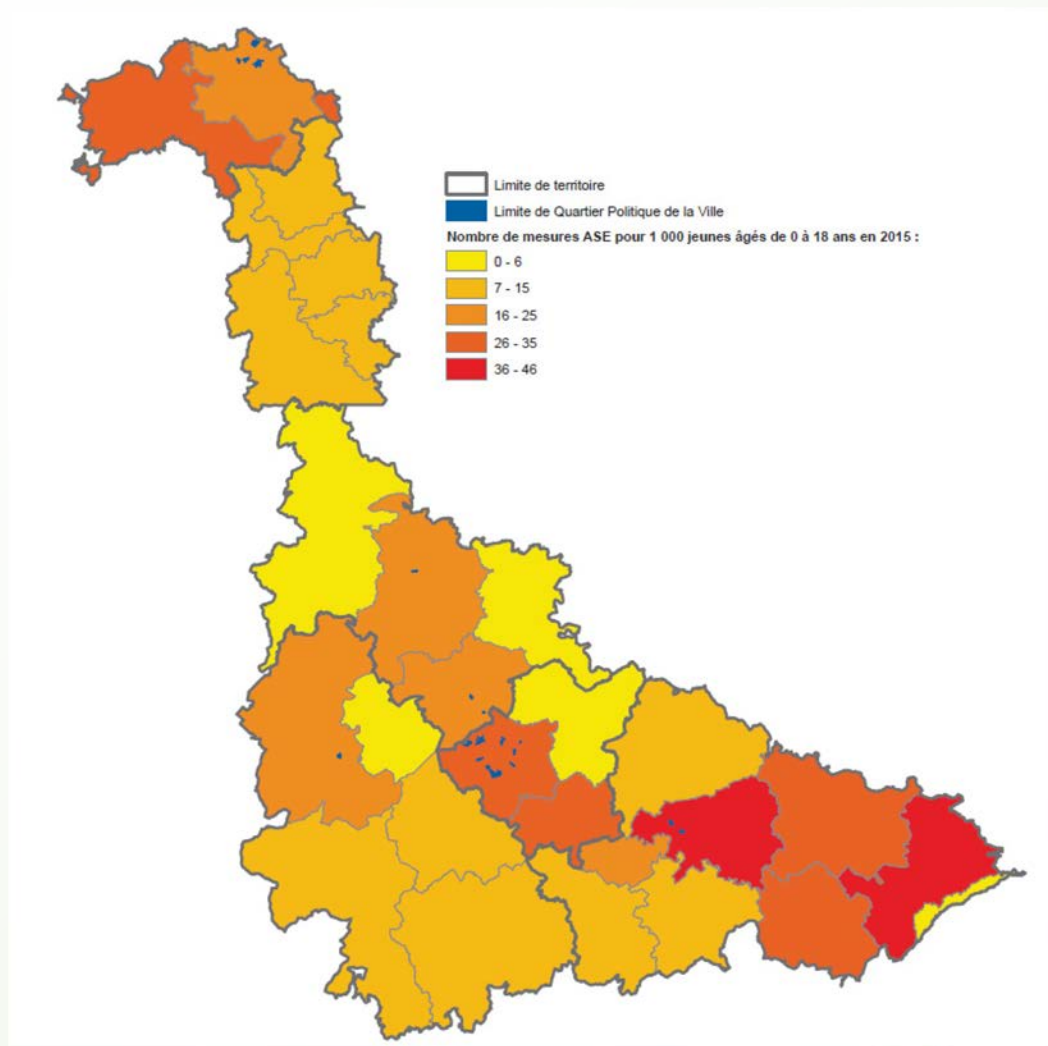 Limite de territoire
Limite de Quartier Politique de la Ville
Nombre de mesures ASE pour 1 000 jeunes âgés de 0 à 18 ans en 2015 :
0 - 6
7 - 15
16 - 25
26 - 35
36 - 46